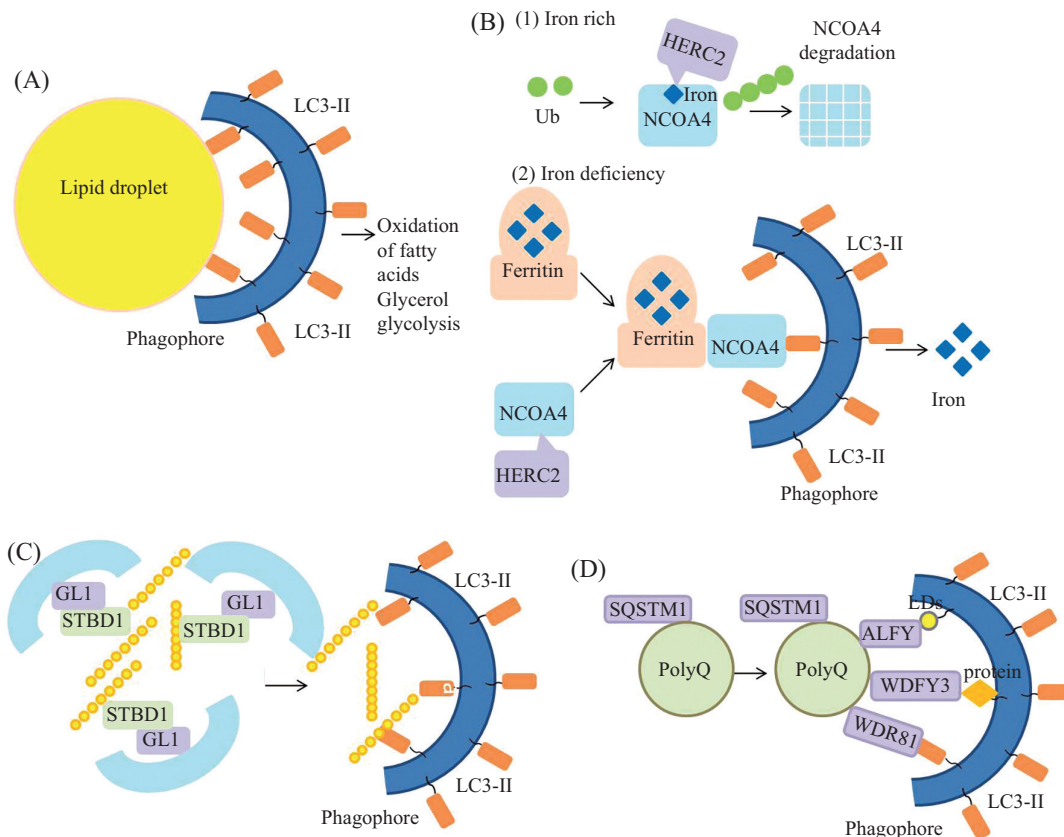 (A)
LC3-II
Lipid droplet
Oxidation
of fatty
acids
Glycerol
glycolysis
Phagophore
LC3-II
(B)
(1) Iron rich
HERC2
NCOA4
degradation
Iron
Ub
NCOA4
(2) Iron deficiency
Ferritin
LC3-II
Ferritin
NCOA4
Iron
NCOA4
HERC2
LC3-II
Phagophore
(C)
GL1
STBD1
GL1
STBD1
STBD1
GL1
LC3-II
a
LC3-II
Phagophore
(D)
SQSTM1
SQSTM1
LDs
LC3-II
ALFY
PolyQ
PolyQ
WDFY3
protein
WDR81
LC3-II
Phagophore